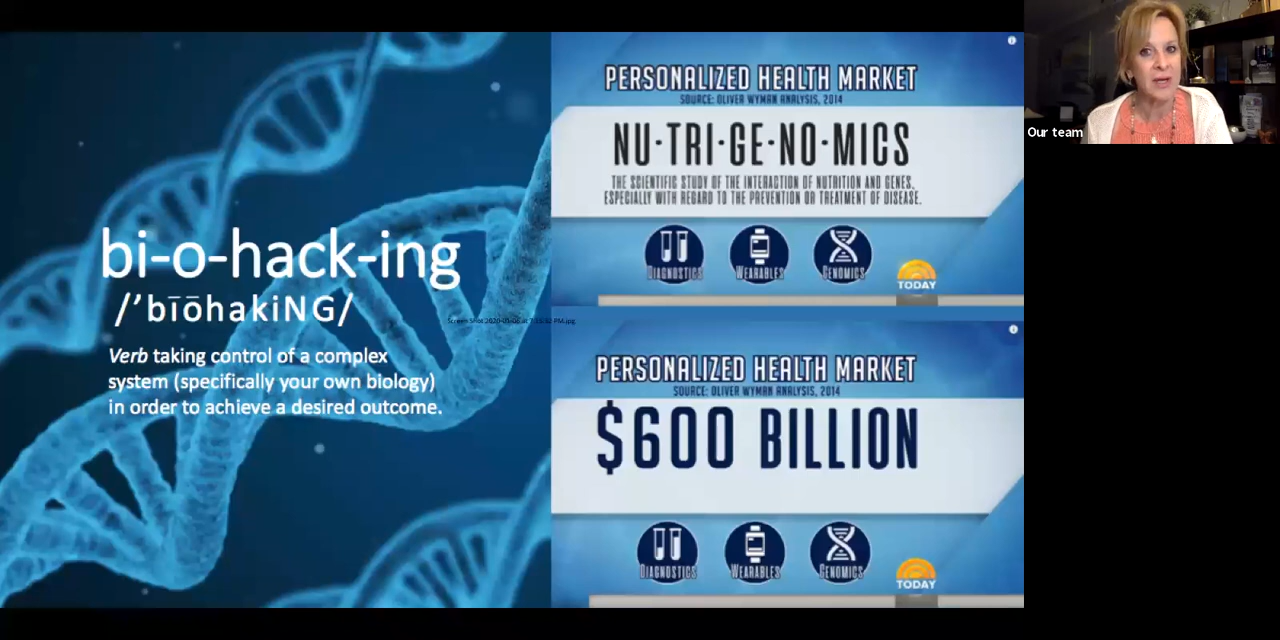 bi-o-hack-ing
/’bīōhakiNG/
Verb taking control of a complex
system (specifically your own biology)
in order to achieve a desired outcome.
PERSONALIZED HEALTH MARKET
SOURCE: OLIVER WYMAN ANALYSIS, 2014
NU·TRI·GE·NO·MICS
THE SCIENTIFIC STUDY OF THE INTERACTION OF NUTRITION AND GENES,
ESPECIALLY WITH REGARD TO THE PREVENTION OR TREATMENT OF DISEASE.
DIAGNOSTICS WEARABLES GENOMICS
TODAY
PERSONALIZED HEALTH MARKET
SOURCE: OLIVER WYMAN ANALYSIS, 2014
$600 BILLION
DIAGNOSTICS WEARABLES GENOMICS
TODAY
Our team